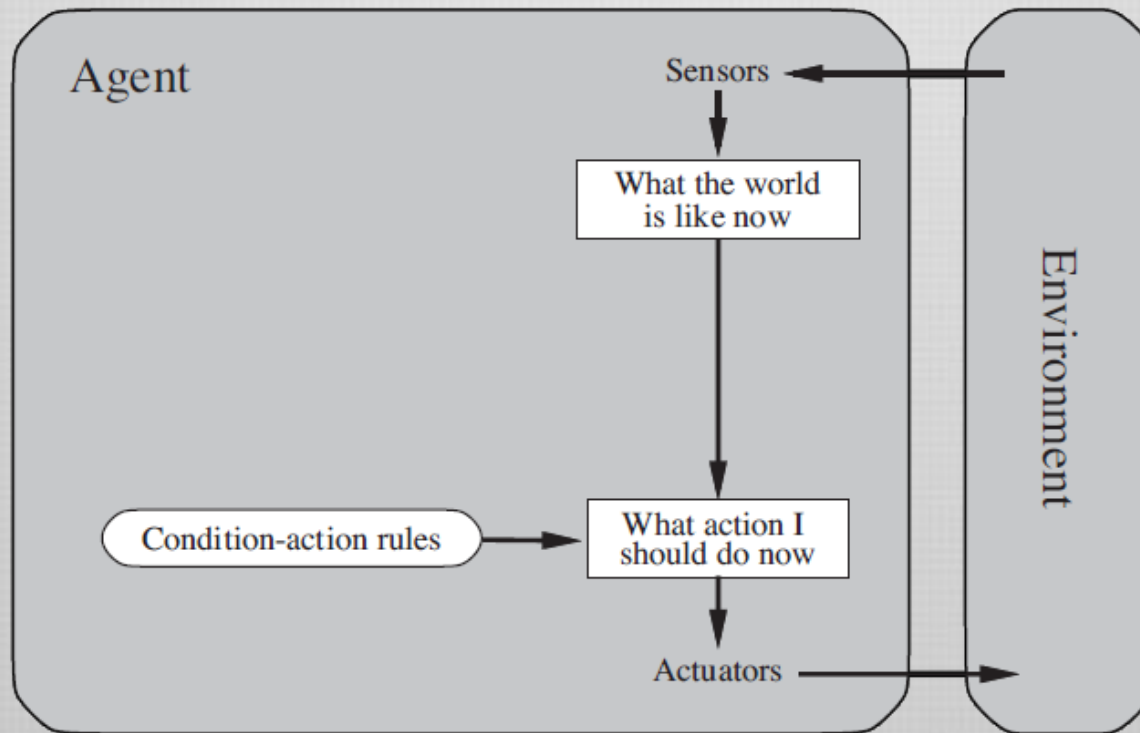 Agent
Sensors
What the world
is like now
Environment
Condition-action rules
What action I
should do now
Actuators